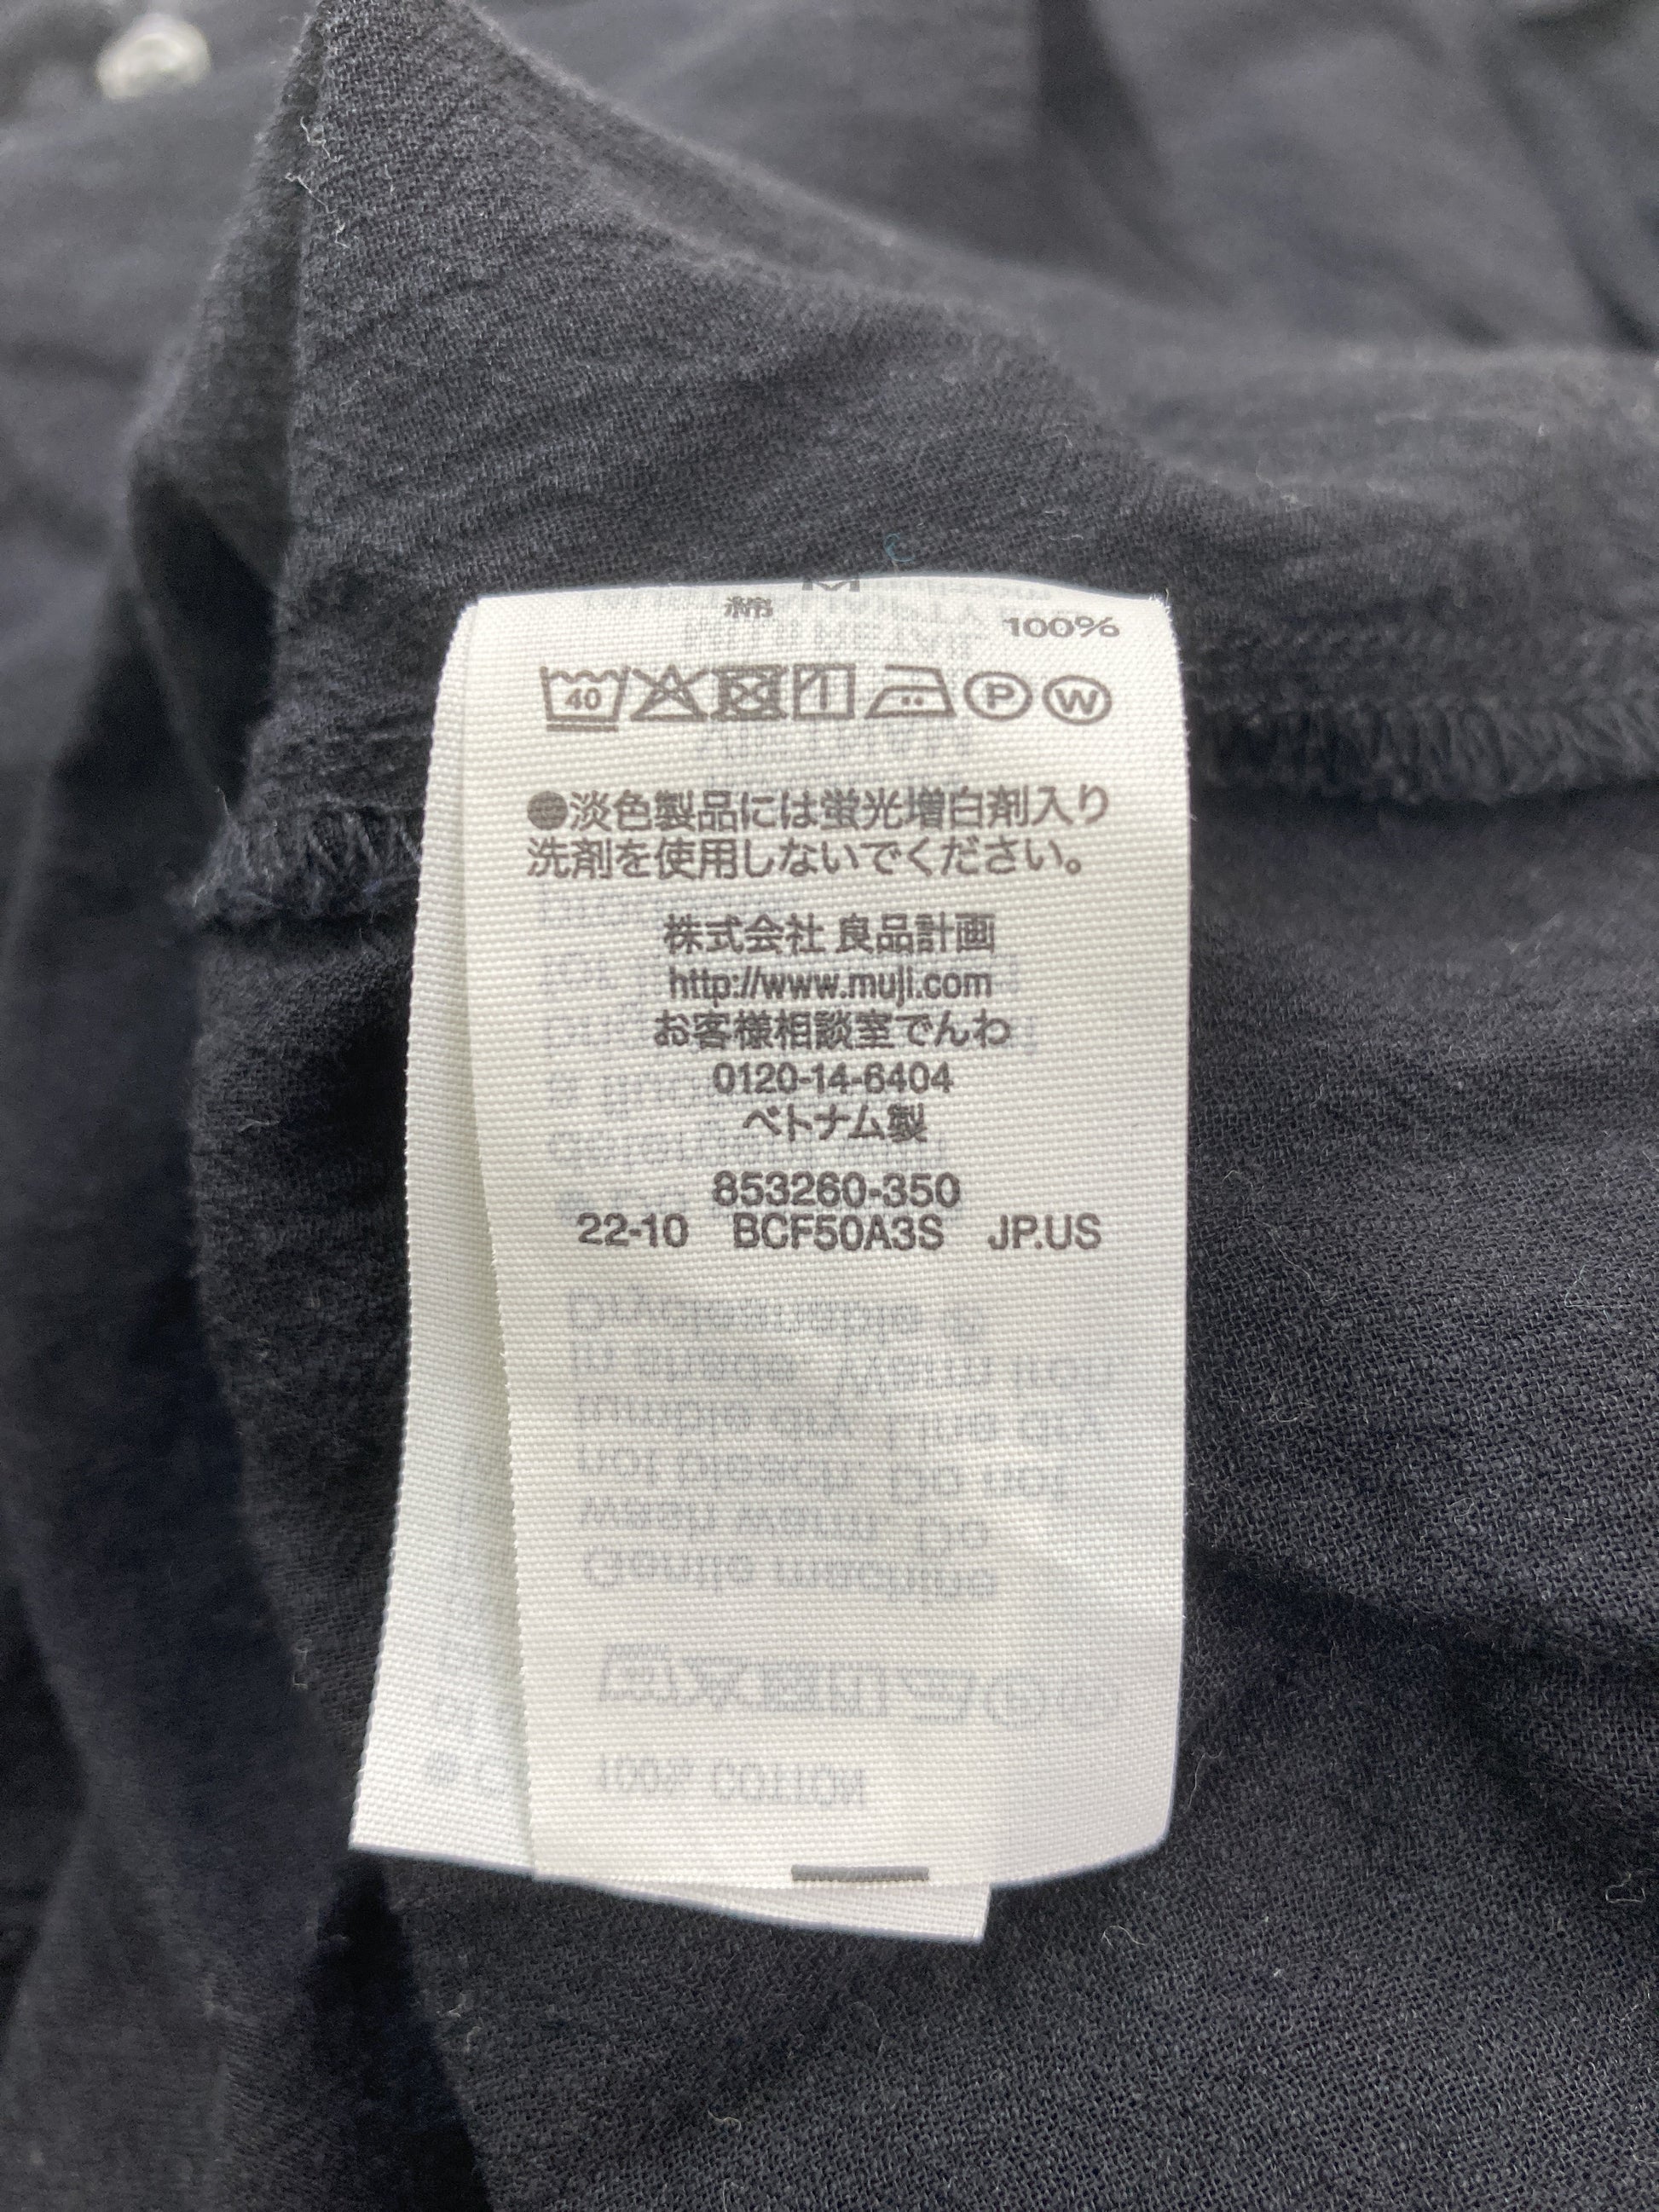 M
綿 100%
40 P W
●淡色製品には蛍光増白剤入り
洗剤を使用しないでください。
株式会社 良品計画
http://www.muji.com
お客様相談室でんわ
0120-14-6404
ベトナム製
853260-350
22-10 BCF50A3S JP.US